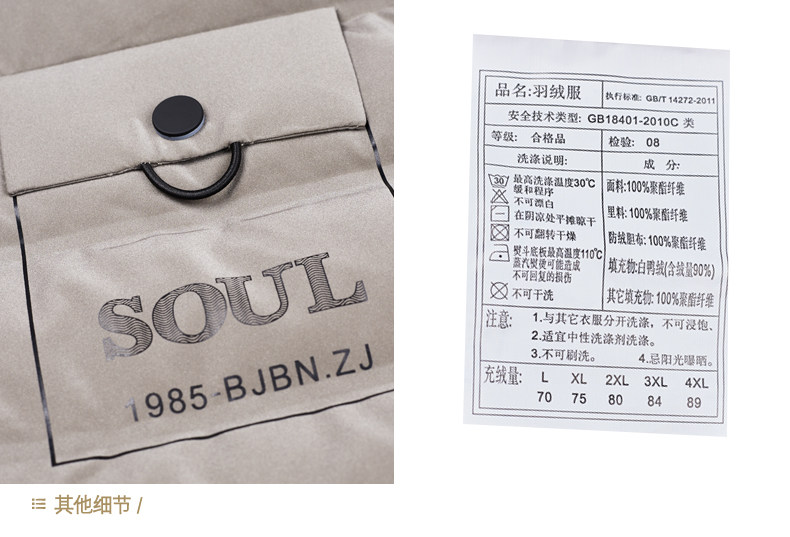 SOUL
1985-BJBN.ZJ
品名:羽绒服
执行标准: GB/T 14272-2011
安全技术类型: GB18401-2010C 类
等级: 合格品
检验: 08
洗涤说明:
成 分:
30
最高洗涤温度30℃
缓和程序
不可漂白
在阴凉处平摊晾干
不可翻转干燥
熨斗底板最高温度110℃
蒸汽熨烫可能造成
不可回复的损伤
不可干洗
面料:100%聚酯纤维
里料:100%聚酯纤维
防绒胆布:100%聚酯纤维
填充物:白鸭绒(含绒量90%)
其它填充物:100%聚酯纤维
注意: 1.与其它衣服分开洗涤，不可浸饱、
2.适宜中性洗涤剂洗涤。
3.不可刷洗。 4.忌阳光曝晒。
充绒量: L XL 2XL 3XL 4XL
70 75 80 84 89
其他细节 /